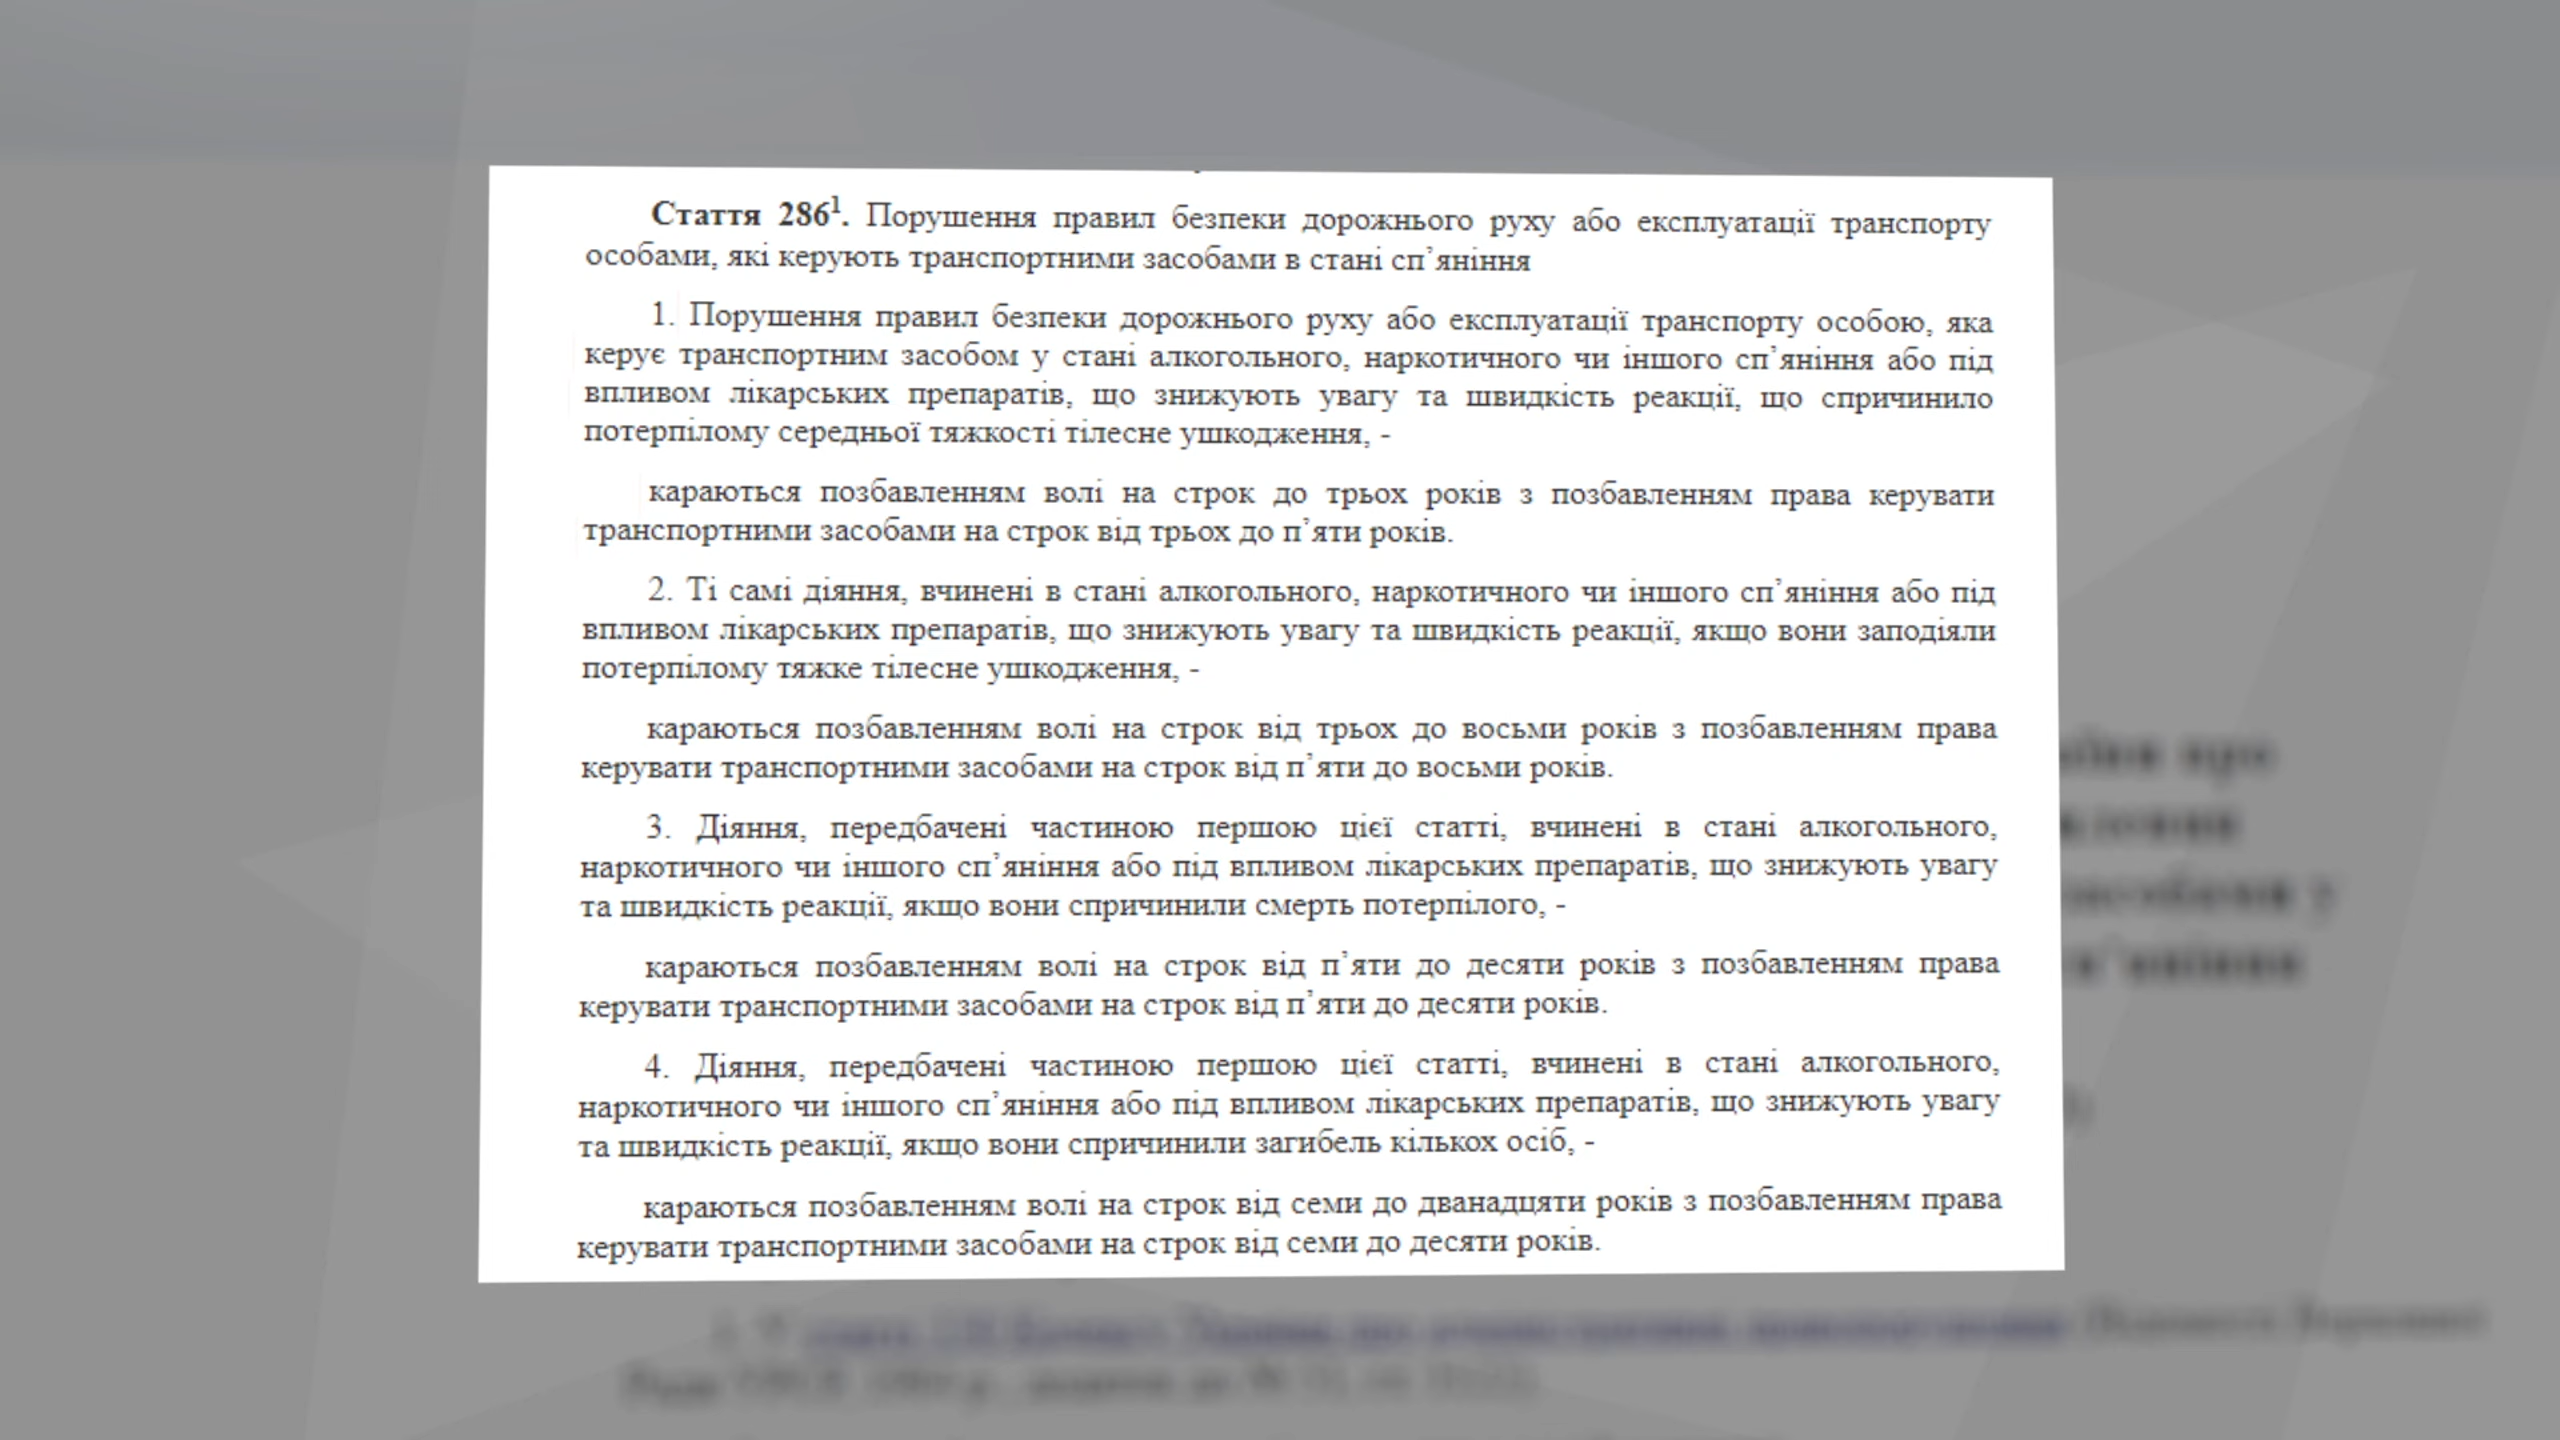 Стаття 286¹. Порушення правил безпеки дорожнього руху або експлуатації транспорту
особами, які керують транспортними засобами в стані сп’яніння
1. Порушення правил безпеки дорожнього руху або експлуатації транспорту особою, яка
керує транспортним засобом у стані алкогольного, наркотичного чи іншого сп’яніння або під
впливом лікарських препаратів, що знижують увагу та швидкість реакції, що спричинило
потерпілому середньої тяжкості тілесне ушкодження, -
караються позбавленням волі на строк до трьох років з позбавленням права керувати
транспортними засобами на строк від трьох до п’яти років.
2. Ті самі діяння, вчинені в стані алкогольного, наркотичного чи іншого сп’яніння або під
впливом лікарських препаратів, що знижують увагу та швидкість реакції, якщо вони заподіяли
потерпілому тяжке тілесне ушкодження, -
караються позбавленням волі на строк від трьох до восьми років з позбавленням права
керувати транспортними засобами на строк від п’яти до восьми років.
3. Діяння, передбачені частиною першою цієї статті, вчинені в стані алкогольного,
наркотичного чи іншого сп’яніння або під впливом лікарських препаратів, що знижують увагу
та швидкість реакції, якщо вони спричинили смерть потерпілого, -
караються позбавленням волі на строк від п’яти до десяти років з позбавленням права
керувати транспортними засобами на строк від п’яти до десяти років.
4. Діяння, передбачені частиною першою цієї статті, вчинені в стані алкогольного,
наркотичного чи іншого сп’яніння або під впливом лікарських препаратів, що знижують увагу
та швидкість реакції, якщо вони спричинили загибель кількох осіб, -
караються позбавленням волі на строк від семи до дванадцяти років з позбавленням права
керувати транспортними засобами на строк від семи до десяти років.